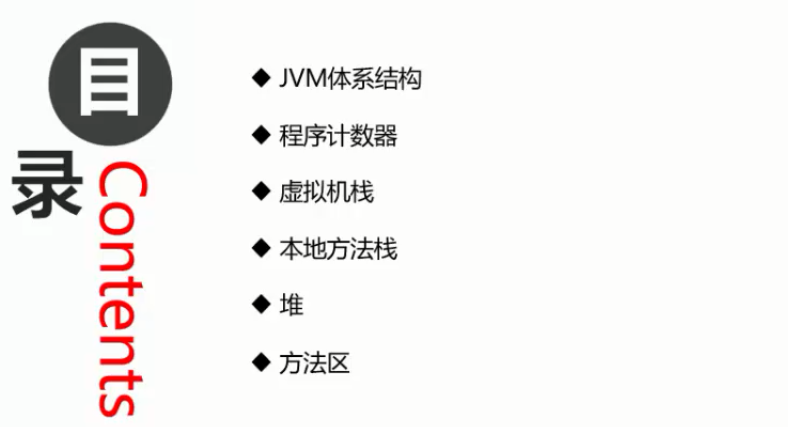 目录
Contents
◆ JVM体系结构
◆ 程序计数器
◆ 虚拟机栈
◆ 本地方法栈
◆ 堆
◆ 方法区